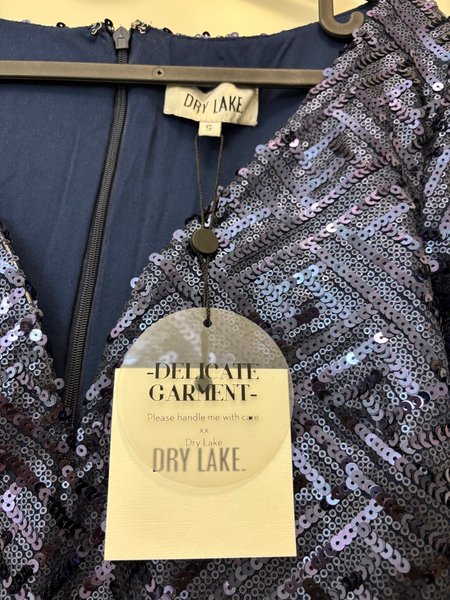 DRY LAKE.
S
-DELICATE
GARMENT-
Please handle me with care
xx
Dry Lake
DRY LAKE.